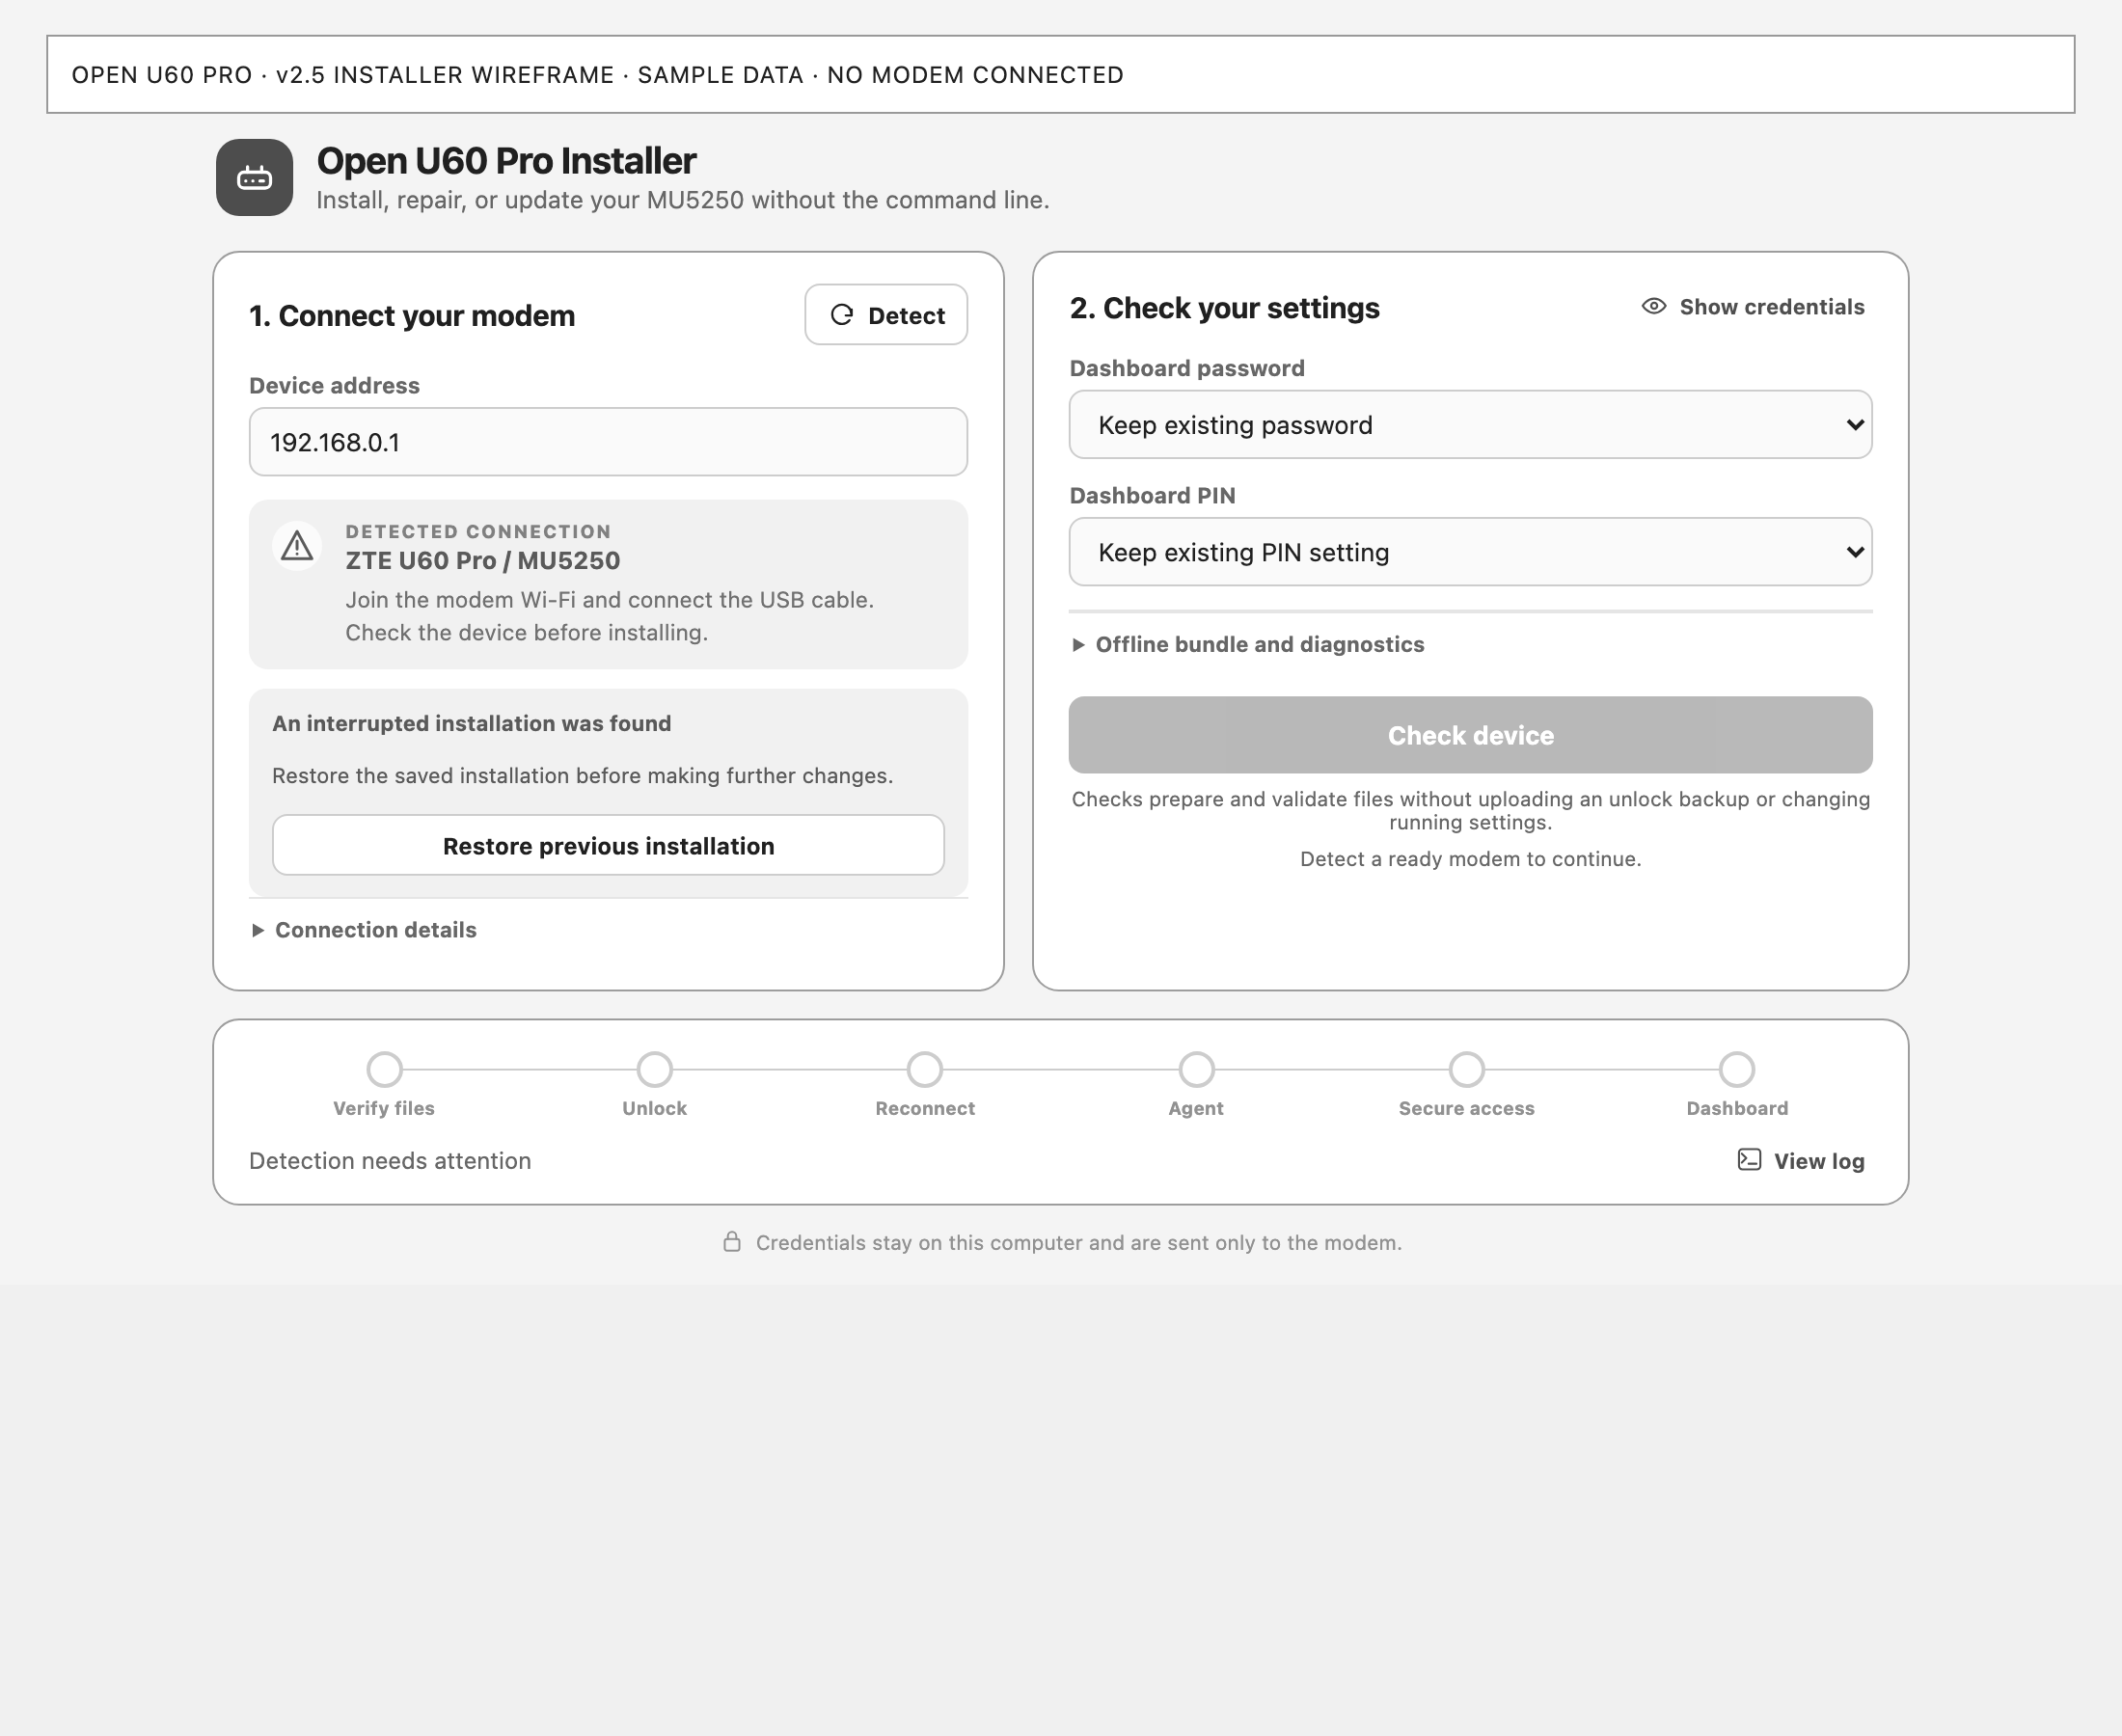 OPEN U60 PRO · v2.5 INSTALLER WIREFRAME · SAMPLE DATA · NO MODEM CONNECTED
Open U60 Pro Installer
Install, repair, or update your MU5250 without the command line.
1. Connect your modem
Detect
Device address
192.168.0.1
DETECTED CONNECTION
ZTE U60 Pro / MU5250
Join the modem Wi-Fi and connect the USB cable.
Check the device before installing.
An interrupted installation was found
Restore the saved installation before making further changes.
Restore previous installation
Connection details
2. Check your settings
Show credentials
Dashboard password
Keep existing password
Dashboard PIN
Keep existing PIN setting
Offline bundle and diagnostics
Check device
Checks prepare and validate files without uploading an unlock backup or changing
running settings.
Detect a ready modem to continue.
Verify files
Unlock
Reconnect
Agent
Secure access
Dashboard
Detection needs attention
View log
Credentials stay on this computer and are sent only to the modem.